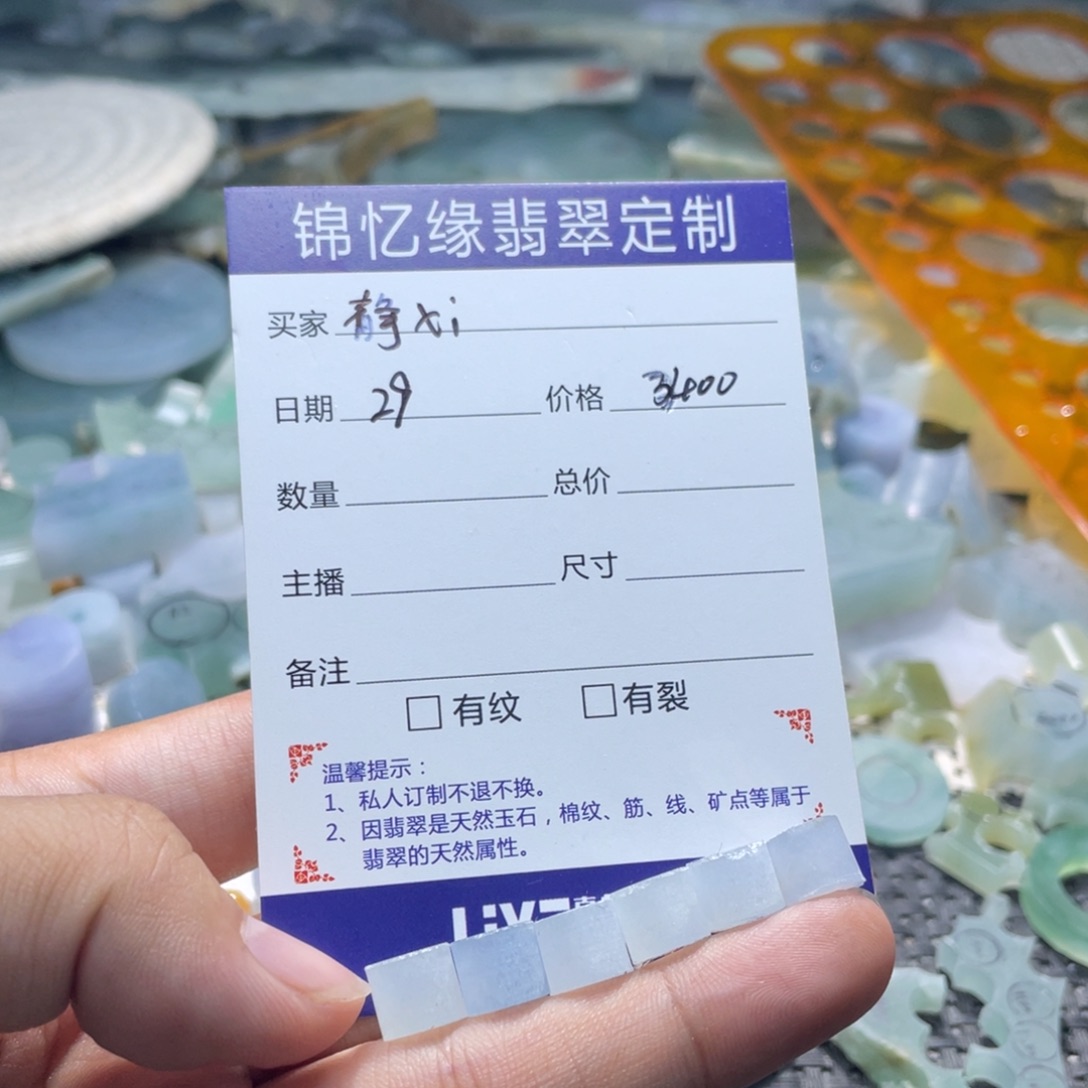 锦忆缘翡翠定制
买家 静xi
日期 29 价格 3400
数量 总价
主播 尺寸
备注
□有纹 □有裂
温馨提示：
1、私人订制不退不换。
2、因翡翠是天然玉石，棉纹、筋、线、矿点等属于
翡翠的天然属性。